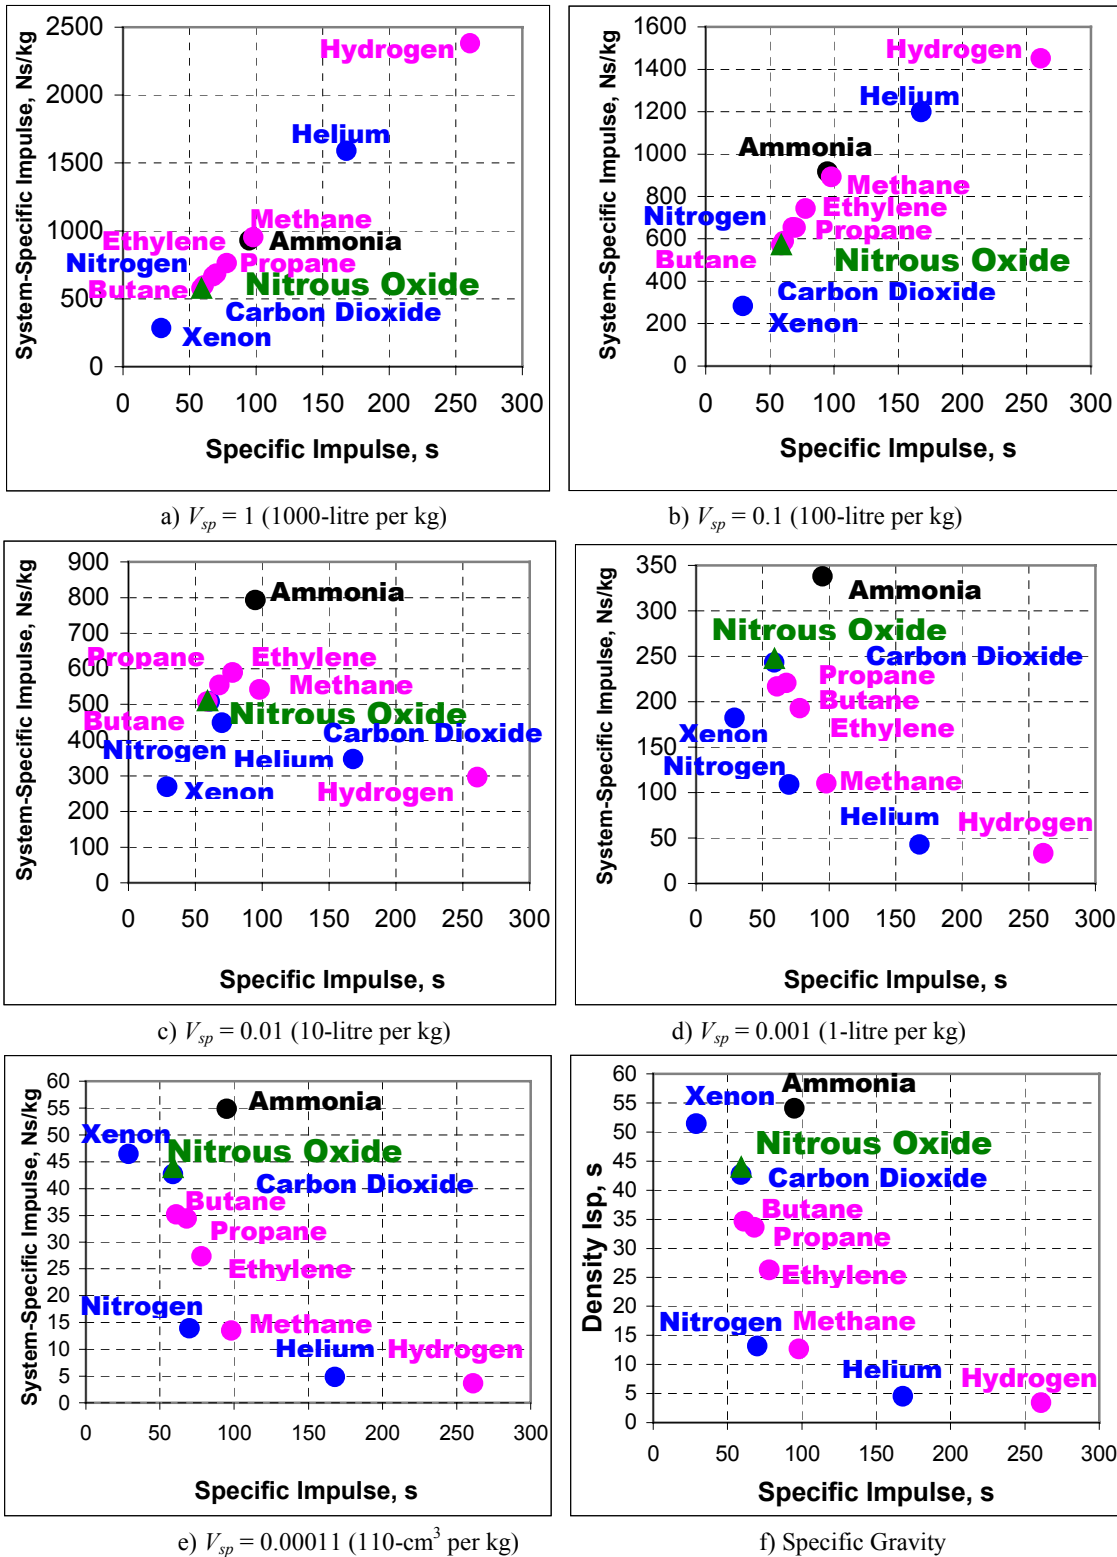 System-Specific Impulse, Ns/kg
2500
2000
1500
1000
500
0
Hydrogen
Helium
Methane
Ethylene
Ammonia
Nitrogen
Propane
Butane
Nitrous Oxide
Carbon Dioxide
Xenon
0 50 100 150 200 250 300
Specific Impulse, s
a) Vsp = 1 (1000-litre per kg)
System-Specific Impulse, Ns/kg
1600
1400
1200
1000
800
600
400
200
0
Hydrogen
Helium
Ammonia
Methane
Ethylene
Nitrogen
Propane
Butane
Nitrous Oxide
Carbon Dioxide
Xenon
0 50 100 150 200 250 300
Specific Impulse, s
b) Vsp = 0.1 (100-litre per kg)
System-Specific Impulse, Ns/kg
900
800
700
600
500
400
300
200
100
0
Ammonia
Propane
Ethylene
Methane
Butane
Nitrous Oxide
Carbon Dioxide
Nitrogen
Helium
Xenon
Hydrogen
0 50 100 150 200 250 300
Specific Impulse, s
c) Vsp = 0.01 (10-litre per kg)
System-Specific Impulse, Ns/kg
350
300
250
200
150
100
50
0
Ammonia
Nitrous Oxide
Carbon Dioxide
Propane
Butane
Ethylene
Xenon
Nitrogen
Methane
Helium
Hydrogen
0 50 100 150 200 250 300
Specific Impulse, s
d) Vsp = 0.001 (1-litre per kg)
System-Specific Impulse, Ns/kg
60
55
50
45
40
35
30
25
20
15
10
5
0
Ammonia
Xenon
Nitrous Oxide
Carbon Dioxide
Butane
Propane
Ethylene
Nitrogen
Methane
Helium
Hydrogen
0 50 100 150 200 250 300
Specific Impulse, s
e) Vsp = 0.00011 (110-cm³ per kg)
Density Isp, s
60
55
50
45
40
35
30
25
20
15
10
5
0
Ammonia
Xenon
Nitrous Oxide
Carbon Dioxide
Butane
Propane
Ethylene
Nitrogen
Methane
Helium
Hydrogen
0 50 100 150 200 250 300
Specific Impulse, s
f) Specific Gravity